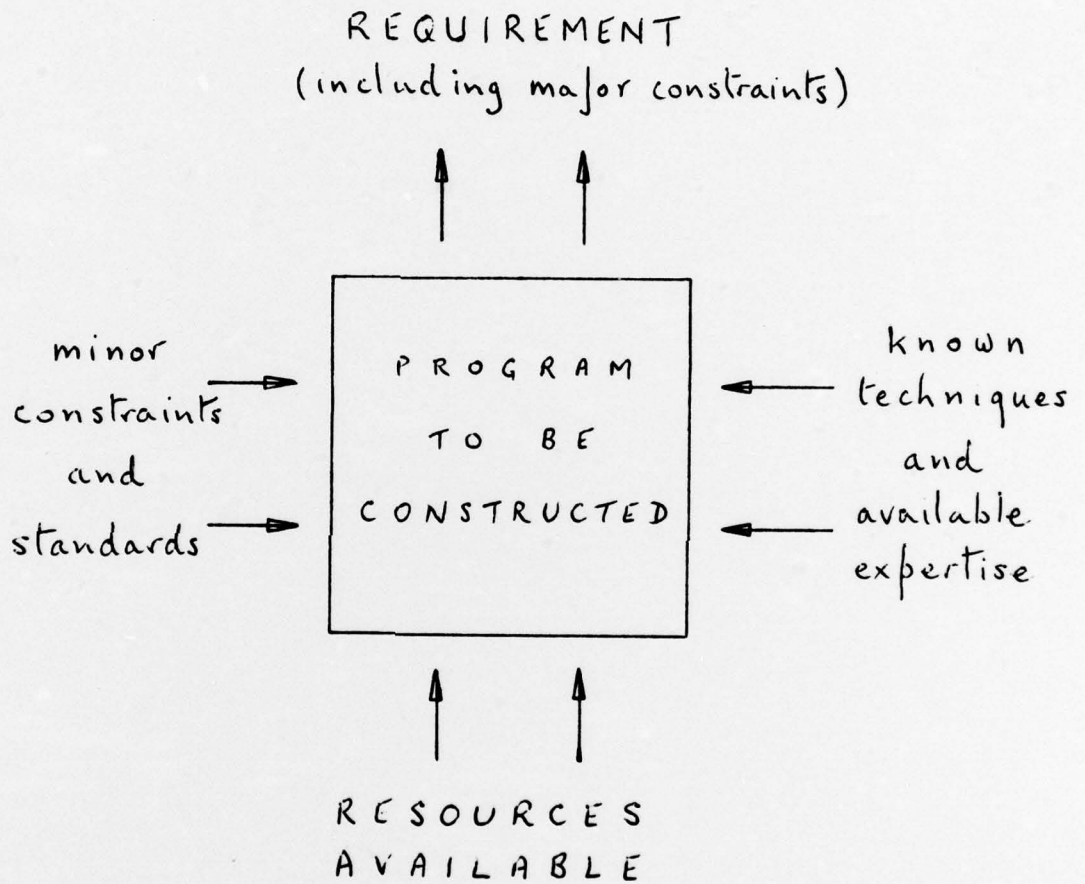 REQUIREMENT
(including major constraints)
minor
constraints
and
standards
PROGRAM
TO BE
CONSTRUCTED
known
techniques
and
available
expertise
RESOURCES
AVAILABLE